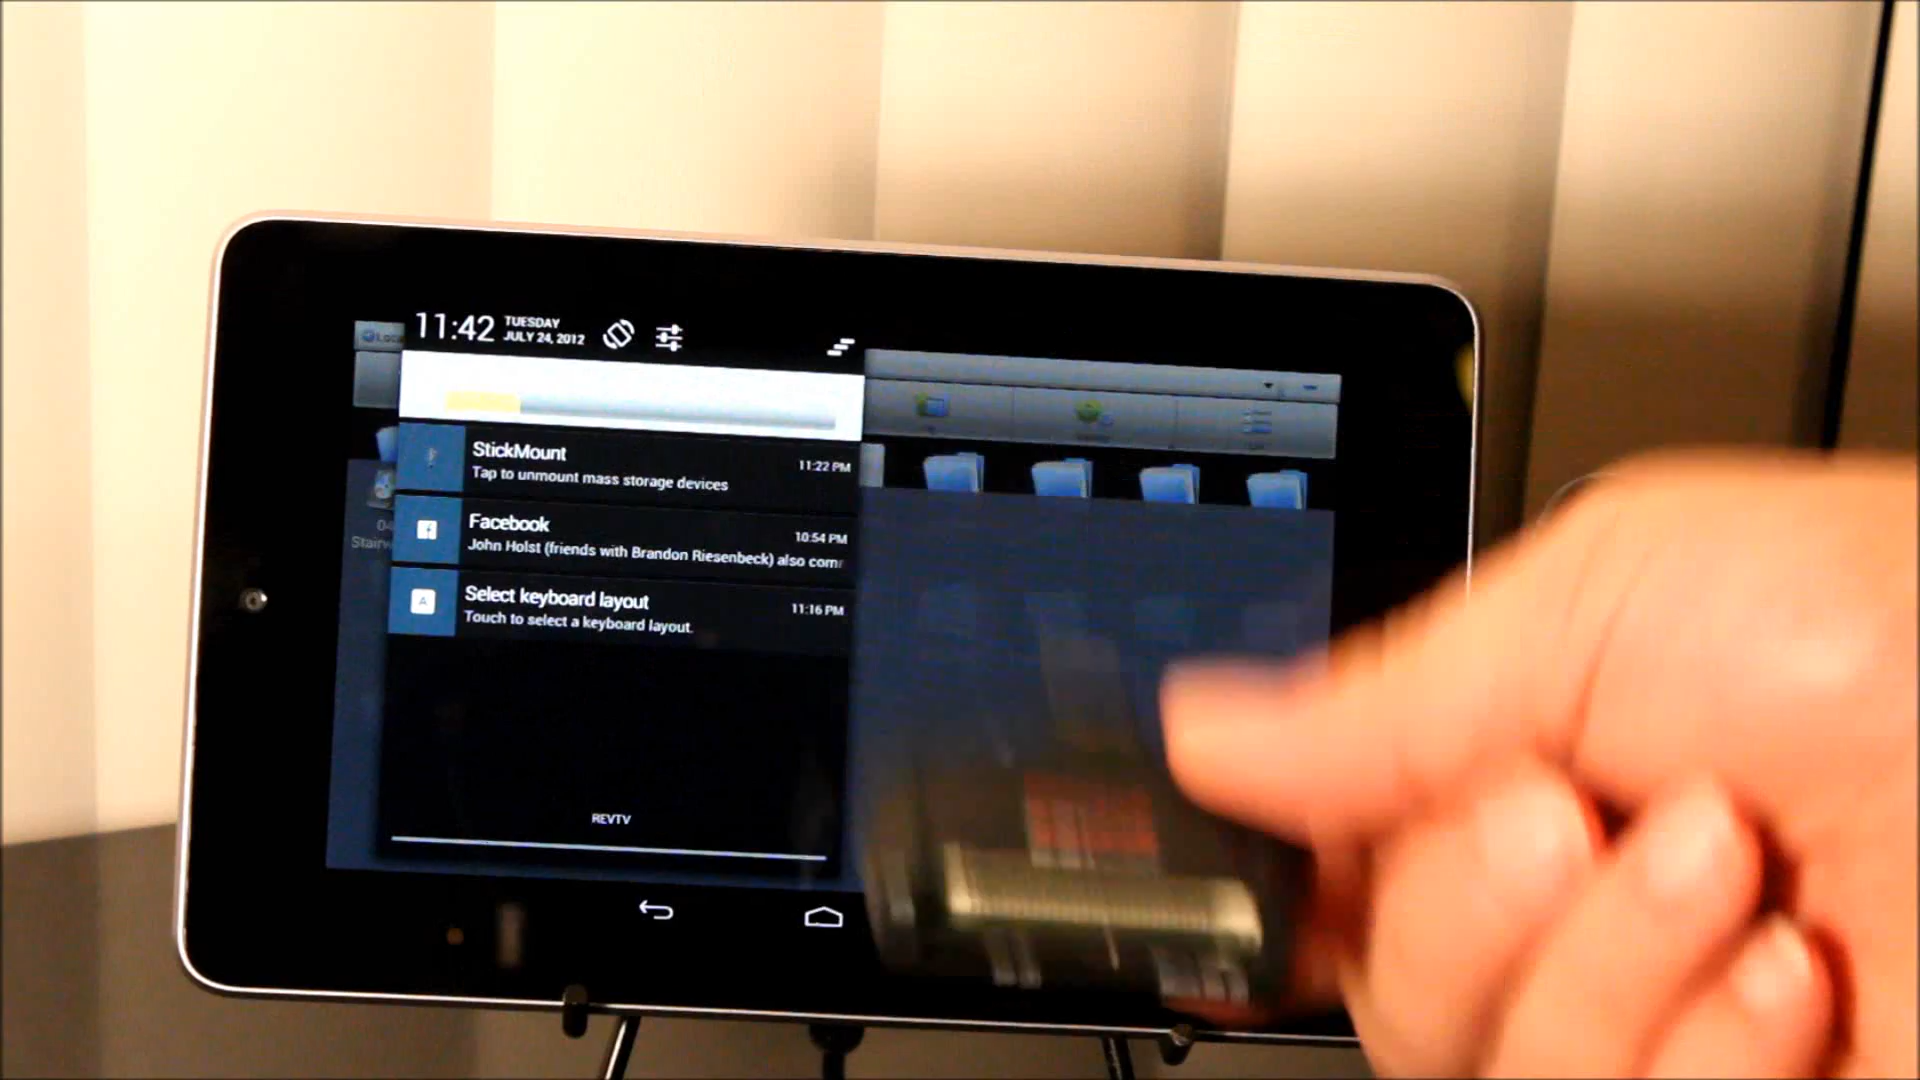 11:42
TUESDAY
JULY 24, 2012
StickMount
11:22 PM
Tap to unmount mass storage devices
Facebook
10:54 PM
John Holst (friends with Brandon Riesenbeck) also com
Select keyboard layout
11:16 PM
Touch to select a keyboard layout.
REVTV